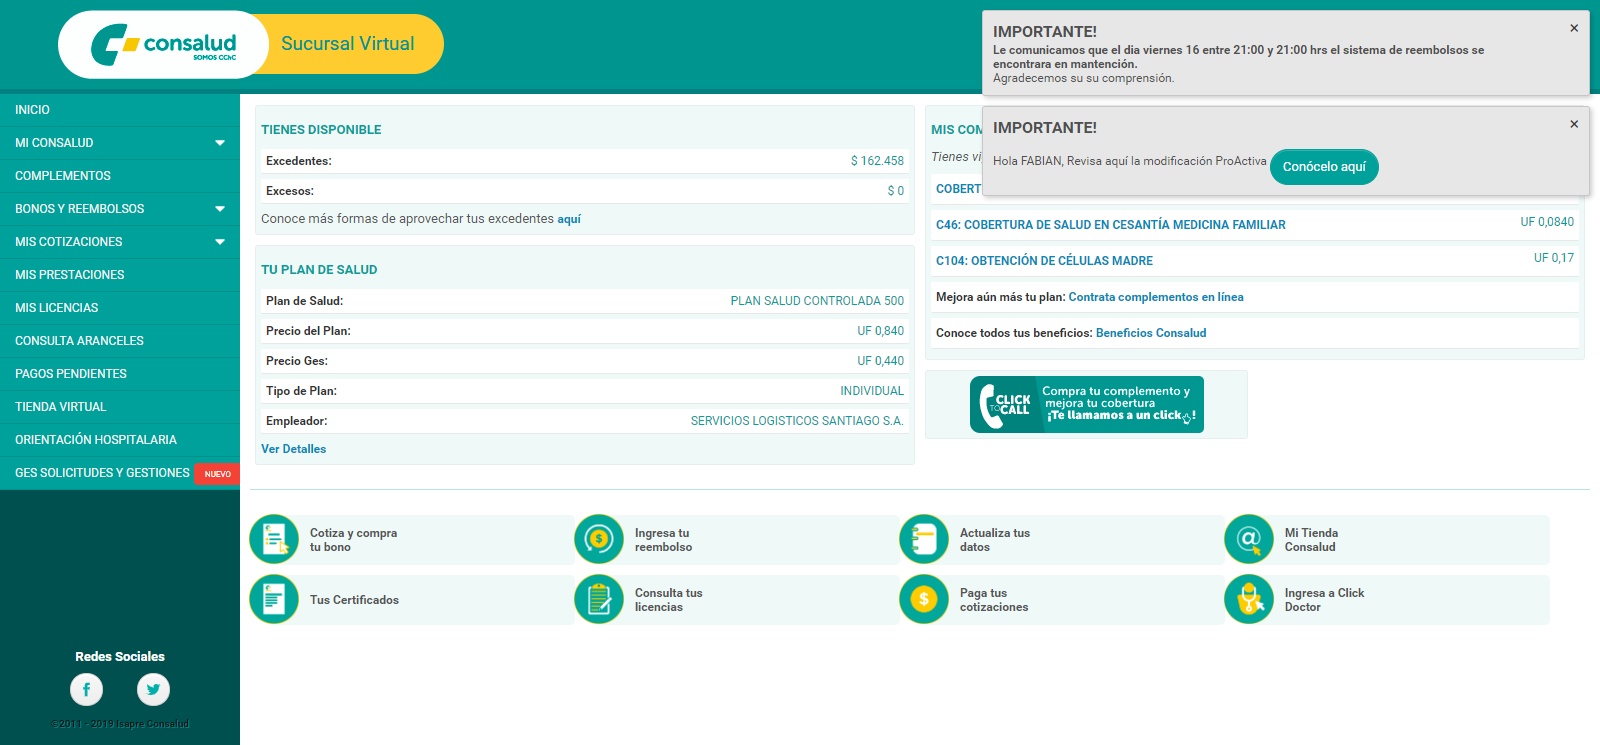 consalud
SOMOS CChC
Sucursal Virtual
IMPORTANTE!
×
Le comunicamos que el dia viernes 16 entre 21:00 y 21:00 hrs el sistema de reembolsos se
encontrara en mantención.
Agradecemos su su comprensión.
IMPORTANTE!
×
Hola FABIAN, Revisa aquí la modificación ProActiva
Conócelo aquí
INICIO
MI CONSALUD
COMPLEMENTOS
BONOS Y REEMBOLSOS
MIS COTIZACIONES
MIS PRESTACIONES
MIS LICENCIAS
CONSULTA ARANCELES
PAGOS PENDIENTES
TIENDA VIRTUAL
ORIENTACIÓN HOSPITALARIA
GES SOLICITUDES Y GESTIONES NUEVO
Redes Sociales
©2011 - 2019 Isapre Consalud
TIENES DISPONIBLE
Excedentes: $ 162.458
Excesos: $ 0
Conoce más formas de aprovechar tus excedentes aquí
TU PLAN DE SALUD
Plan de Salud: PLAN SALUD CONTROLADA 500
Precio del Plan: UF 0,840
Precio Ges: UF 0,440
Tipo de Plan: INDIVIDUAL
Empleador: SERVICIOS LOGISTICOS SANTIAGO S.A.
Ver Detalles
MIS COM
Tienes vi
COBERT
C46: COBERTURA DE SALUD EN CESANTÍA MEDICINA FAMILIAR UF 0,0840
C104: OBTENCIÓN DE CÉLULAS MADRE UF 0,17
Mejora aún más tu plan: Contrata complementos en línea
Conoce todos tus beneficios: Beneficios Consalud
CLICK
TO CALL
Compra tu complemento y
mejora tu cobertura
¡Te llamamos a un click!
Cotiza y compra
tu bono
Ingresa tu
reembolso
Actualiza tus
datos
Mi Tienda
Consalud
Tus Certificados
Consulta tus
licencias
Paga tus
cotizaciones
Ingresa a Click
Doctor